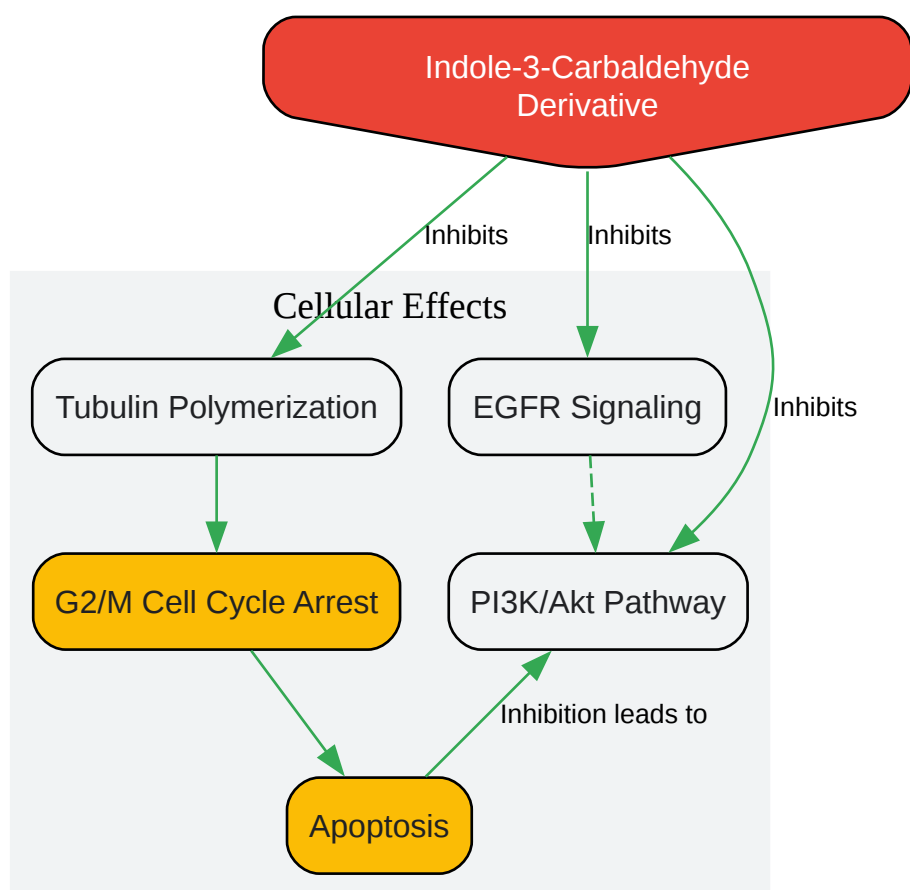 Indole-3-Carbaldehyde
Derivative
Inhibits
Inhibits
Cellular Effects
Tubulin Polymerization
EGFR Signaling
Inhibits
G2/M Cell Cycle Arrest
PI3K/Akt Pathway
Inhibition leads to
Apoptosis